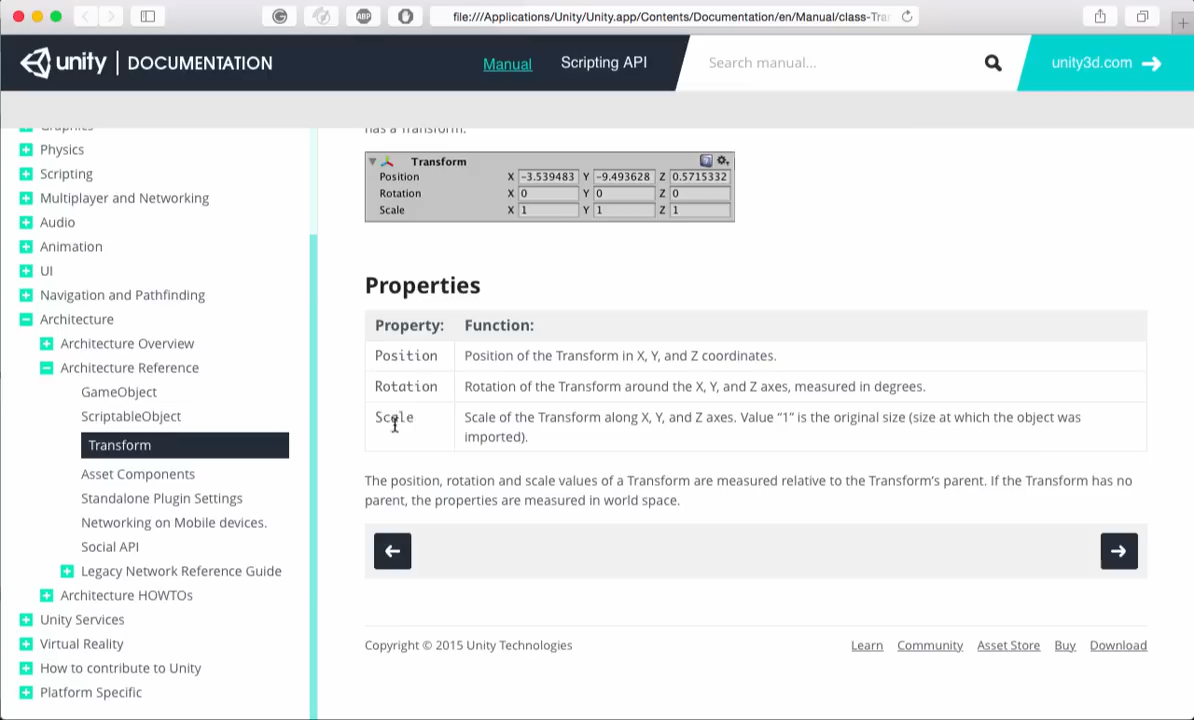 ABP
file:///Applications/Unity/Unity.app/Contents/Documentation/en/Manual/class-Tra
unity | DOCUMENTATION
Manual
Scripting API
Search manual...
unity3d.com
Graphics
Physics
Scripting
Multiplayer and Networking
Audio
Animation
UI
Navigation and Pathfinding
Architecture
Architecture Overview
Architecture Reference
GameObject
ScriptableObject
Transform
Asset Components
Standalone Plugin Settings
Networking on Mobile devices.
Social API
Legacy Network Reference Guide
Architecture HOWTOs
Unity Services
Virtual Reality
How to contribute to Unity
Platform Specific
has a Transform.
Transform
Position X -3.539483 Y -9.493628 Z 0.5715332
Rotation X 0 Y 0 Z 0
Scale X 1 Y 1 Z 1
Properties
Property: Function:
Position Position of the Transform in X, Y, and Z coordinates.
Rotation Rotation of the Transform around the X, Y, and Z axes, measured in degrees.
Scale Scale of the Transform along X, Y, and Z axes. Value “1” is the original size (size at which the object was
imported).
The position, rotation and scale values of a Transform are measured relative to the Transform’s parent. If the Transform has no
parent, the properties are measured in world space.
Copyright © 2015 Unity Technologies
Learn Community Asset Store Buy Download